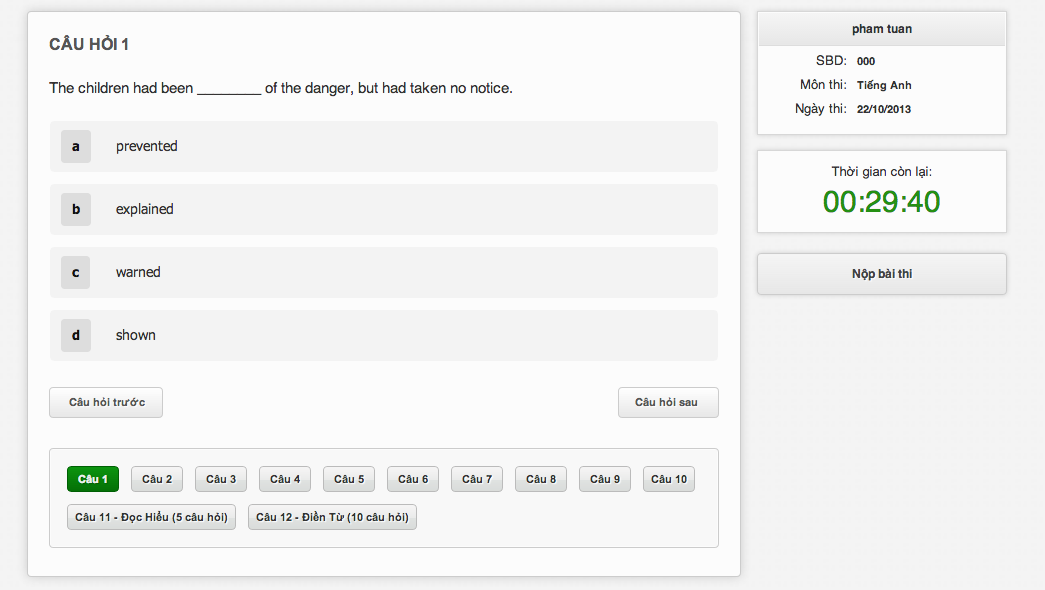 CÂU HỎI 1
The children had been ________ of the danger, but had taken no notice.
a prevented
b explained
c warned
d shown
Câu hỏi trước Câu hỏi sau
Câu 1 Câu 2 Câu 3 Câu 4 Câu 5 Câu 6 Câu 7 Câu 8 Câu 9 Câu 10
Câu 11 - Đọc Hiểu (5 câu hỏi) Câu 12 - Điền Từ (10 câu hỏi)
pham tuan
SBD: 000
Môn thi: Tiếng Anh
Ngày thi: 22/10/2013
Thời gian còn lại:
00:29:40
Nộp bài thi